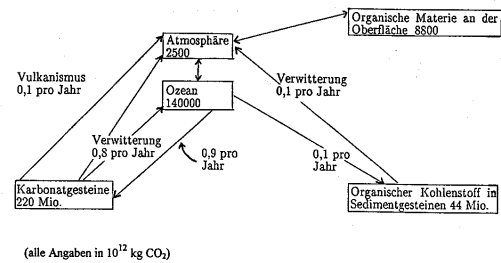 Organische Materie an der
Oberfläche 8800
Atmosphäre
2500
Vulkanismus
0,1 pro Jahr
Verwitterung
0,1 pro Jahr
Ozean
140000
Verwitterung
0,8 pro Jahr
0,9 pro
Jahr
0,1 pro
Jahr
Karbonatgesteine
220 Mio.
Organischer Kohlenstoff in
Sedimentgesteinen 44 Mio.
(alle Angaben in 10¹² kg CO₂)